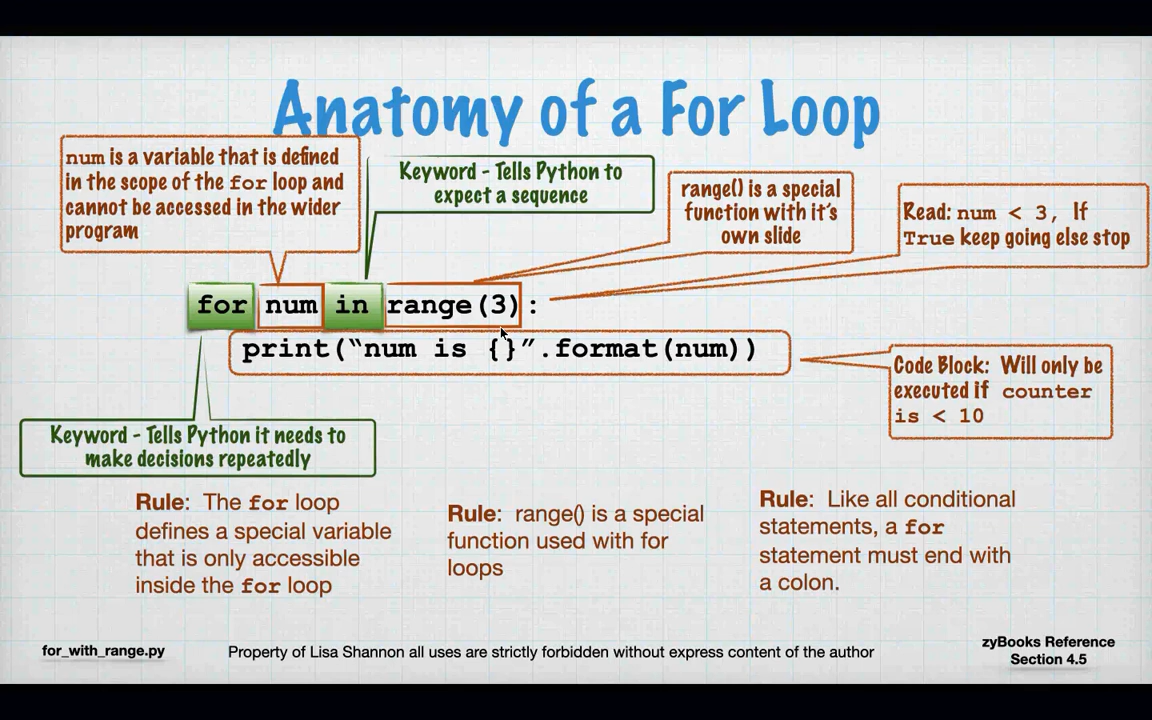 Anatomy of a For Loop
num is a variable that is defined
in the scope of the for loop and
cannot be accessed in the wider
program
Keyword - Tells Python to
expect a sequence
range() is a special
function with it's
own slide
Read: num < 3, If
True keep going else stop
for num in range(3):
print(“num is {}”.format(num))
Code Block: Will only be
executed if counter
is < 10
Keyword - Tells Python it needs to
make decisions repeatedly
Rule: The for loop
defines a special variable
that is only accessible
inside the for loop
Rule: range() is a special
function used with for
loops
Rule: Like all conditional
statements, a for
statement must end with
a colon.
for_with_range.py
Property of Lisa Shannon all uses are strictly forbidden without express content of the author
zyBooks Reference
Section 4.5